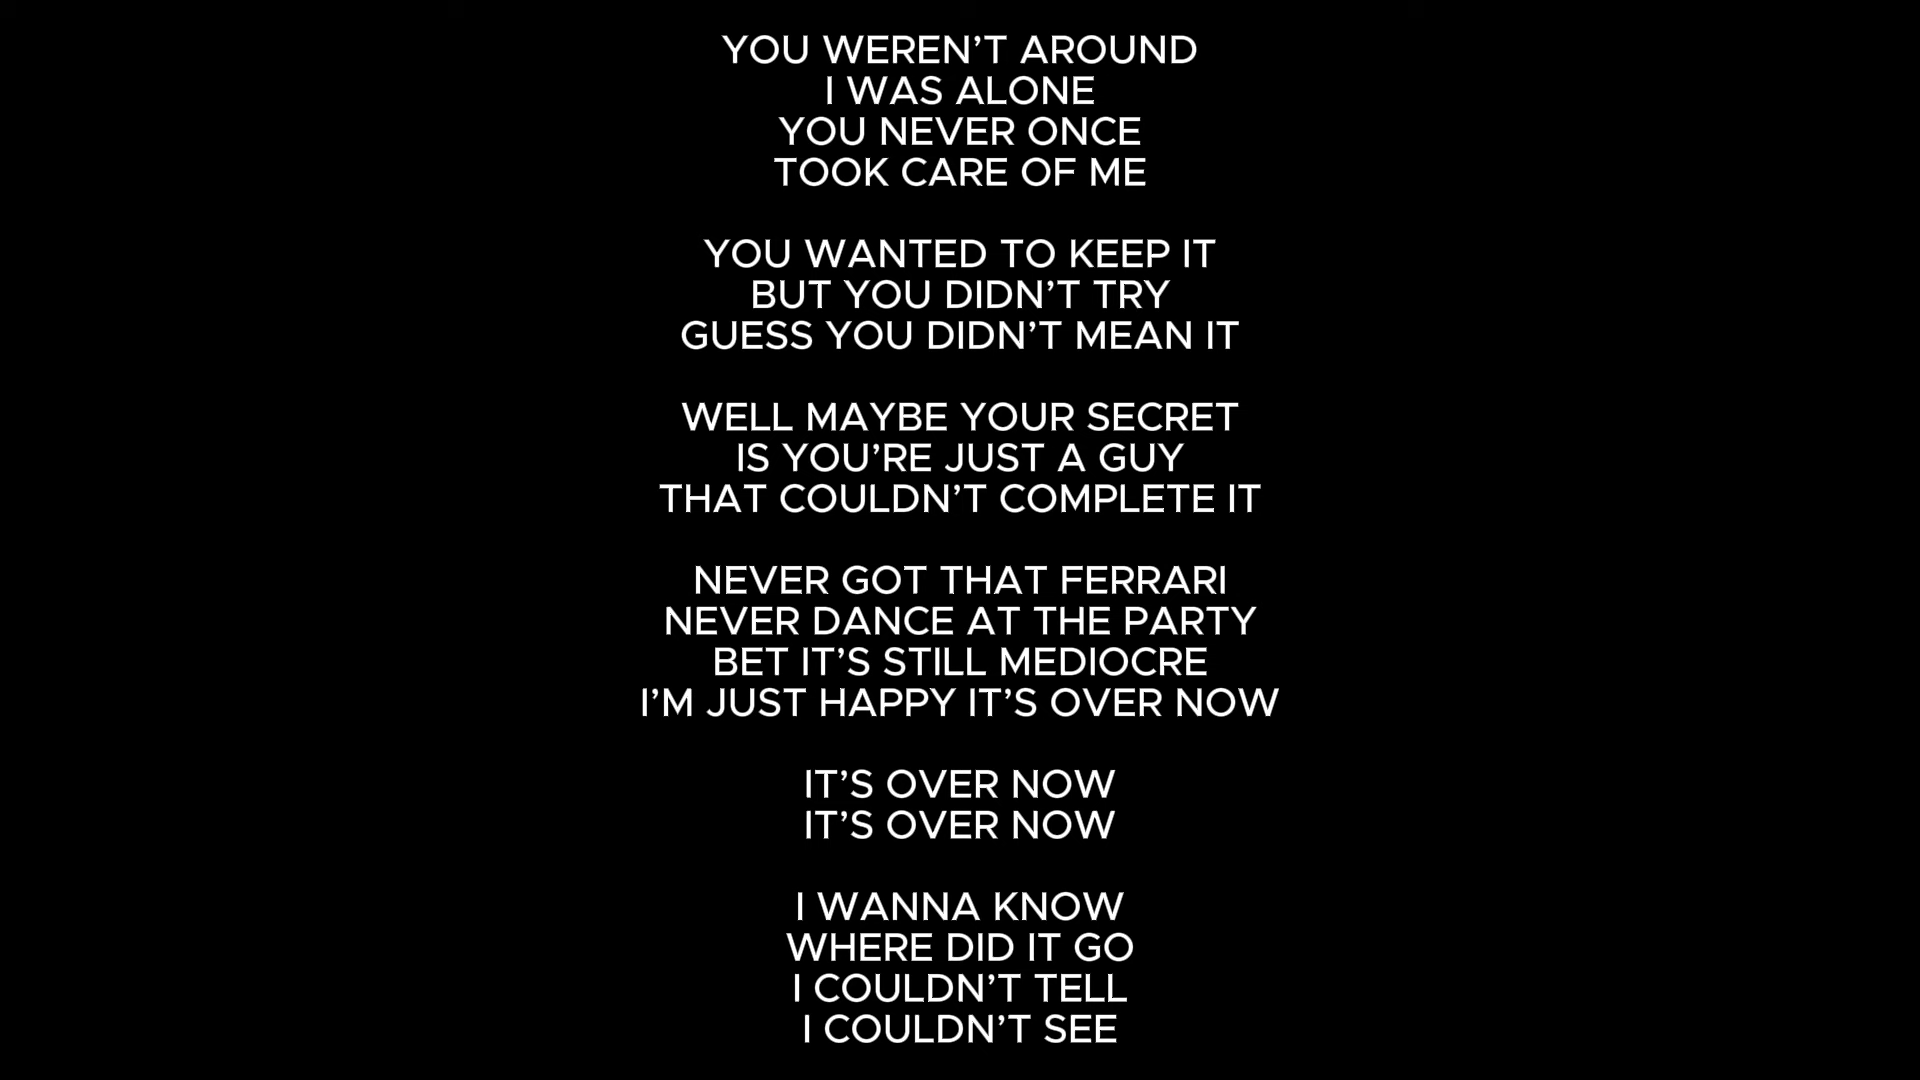 YOU WEREN’T AROUND
I WAS ALONE
YOU NEVER ONCE
TOOK CARE OF ME
YOU WANTED TO KEEP IT
BUT YOU DIDN’T TRY
GUESS YOU DIDN’T MEAN IT
WELL MAYBE YOUR SECRET
IS YOU’RE JUST A GUY
THAT COULDN’T COMPLETE IT
NEVER GOT THAT FERRARI
NEVER DANCE AT THE PARTY
BET IT’S STILL MEDIOCRE
I’M JUST HAPPY IT’S OVER NOW
IT’S OVER NOW
IT’S OVER NOW
I WANNA KNOW
WHERE DID IT GO
I COULDN’T TELL
I COULDN’T SEE